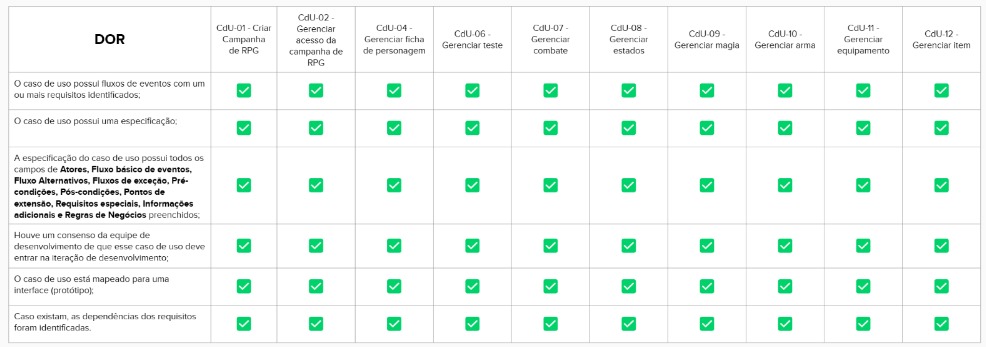 DOR
CdU-01 - Criar
Campanha
de RPG
CdU-02 -
Gerenciar
acesso da
campanha de
RPG
CdU-04 -
Gerenciar ficha
de personagem
CdU-06 -
Gerenciar teste
CdU-07 -
Gerenciar
combate
CdU-08 -
Gerenciar
estados
CdU-09 -
Gerenciar magia
CdU-10 -
Gerenciar arma
CdU-11 -
Gerenciar
equipamento
CdU-12 -
Gerenciar item
O caso de uso possui fluxos de eventos com um
ou mais requisitos identificados;
O caso de uso possui uma especificação;
A especificação do caso de uso possui todos os
campos de Atores, Fluxo básico de eventos,
Fluxo Alternativos, Fluxos de exceção, Pré-
condições, Pós-condições, Pontos de
extensão, Requisitos especiais, Informações
adicionais e Regras de Negócios preenchidos;
Houve um consenso da equipe de
desenvolvimento de que esse caso de uso deve
entrar na iteração de desenvolvimento;
O caso de uso está mapeado para uma
interface (protótipo);
Caso existam, as dependências dos requisitos
foram identificadas.